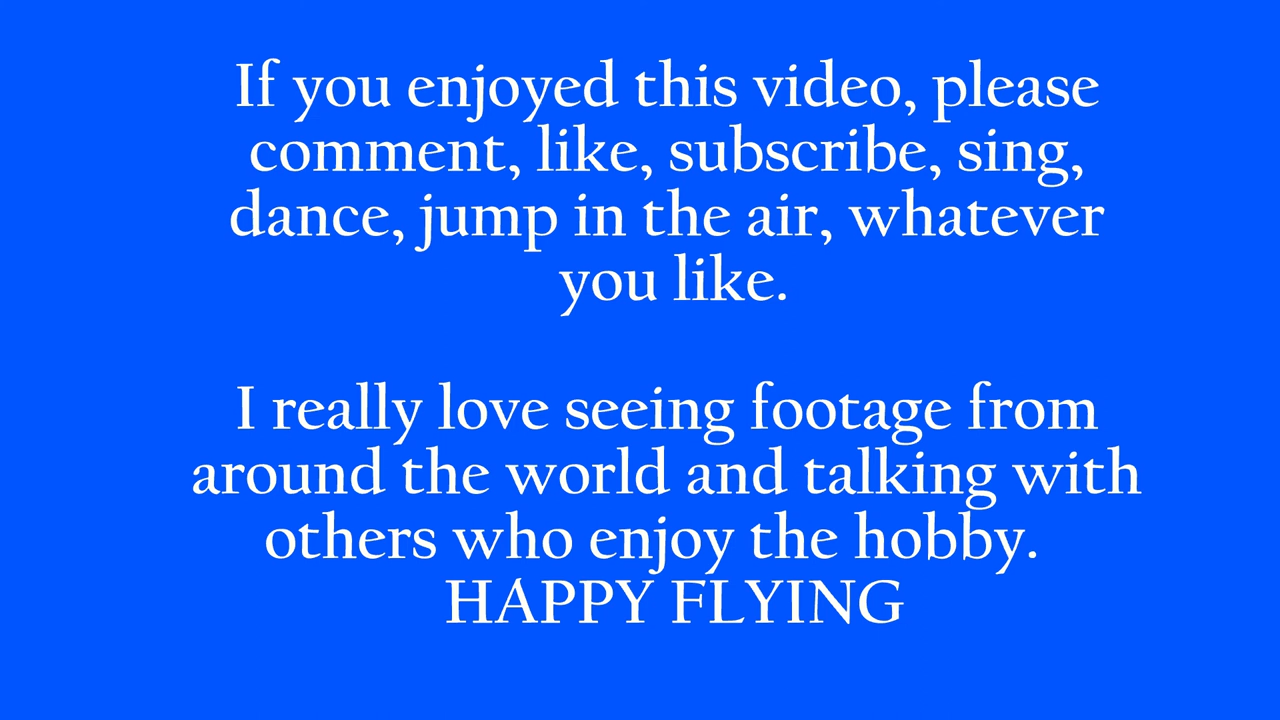 If you enjoyed this video, please
comment, like, subscribe, sing,
dance, jump in the air, whatever
you like.
I really love seeing footage from
around the world and talking with
others who enjoy the hobby.
HAPPY FLYING